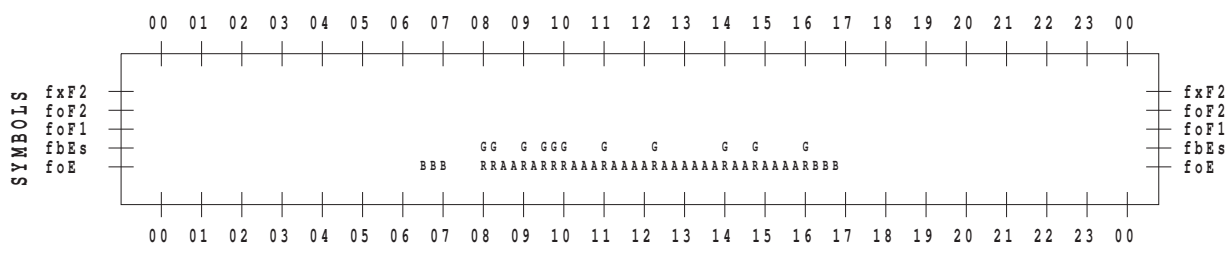 00 01 02 03 04 05 06 07 08 09 10 11 12 13 14 15 16 17 18 19 20 21 22 23 00
SYMBOLS
fxF2 fxF2
foF2 foF2
foF1 foF1
fbEs GG G GGG G G G G G fbEs
foE BBB RRAARARRRAAARAAAARAAAAAARAARAAAARBBB foE
00 01 02 03 04 05 06 07 08 09 10 11 12 13 14 15 16 17 18 19 20 21 22 23 00